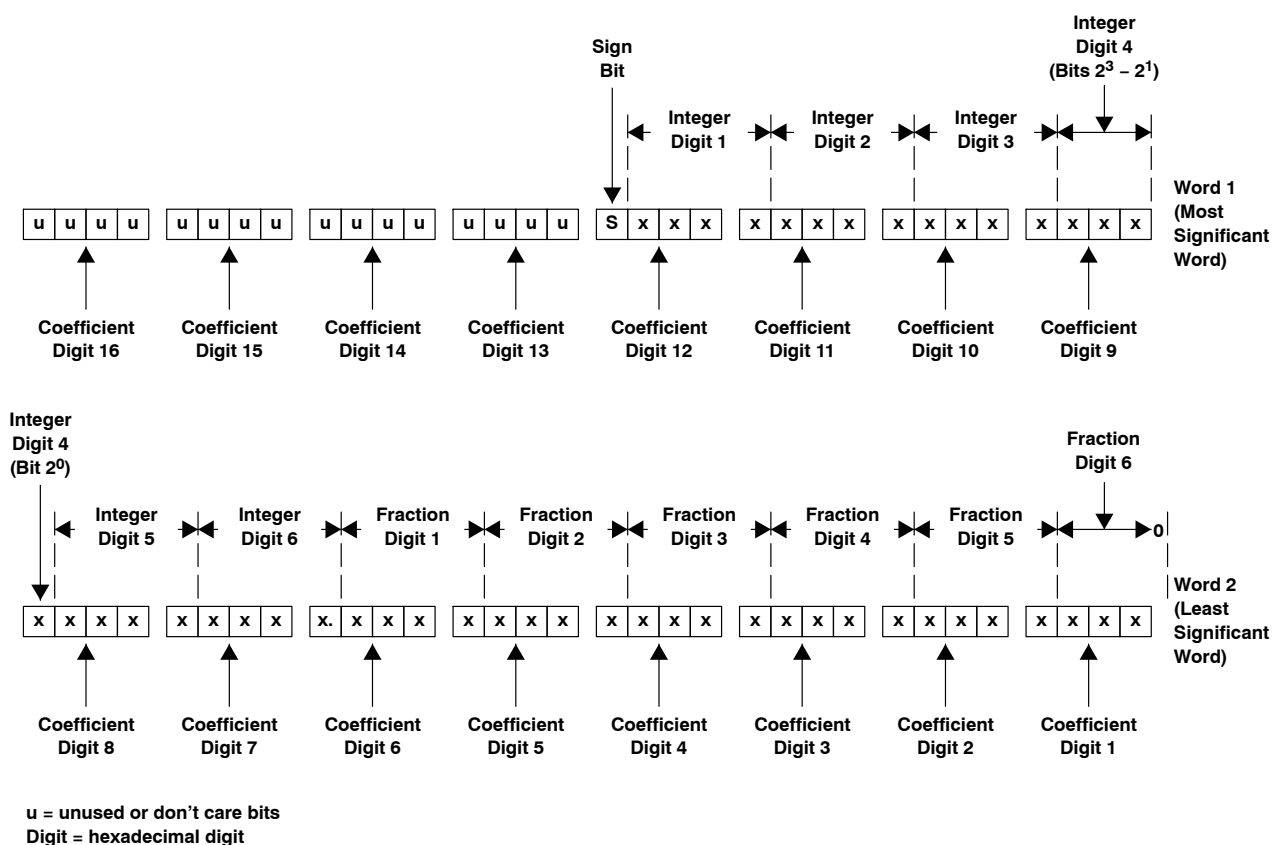 Sign
Bit
Integer
Digit 4
(Bits 2³ − 2¹)
Integer
Digit 1
Integer
Digit 2
Integer
Digit 3
u u u u u u u u u u u u u u u u S x x x x x x x x x x x x x x x
Word 1
(Most
Significant
Word)
Coefficient
Digit 16
Coefficient
Digit 15
Coefficient
Digit 14
Coefficient
Digit 13
Coefficient
Digit 12
Coefficient
Digit 11
Coefficient
Digit 10
Coefficient
Digit 9
Integer
Digit 4
(Bit 2⁰)
Integer
Digit 5
Integer
Digit 6
Fraction
Digit 1
Fraction
Digit 2
Fraction
Digit 3
Fraction
Digit 4
Fraction
Digit 5
Fraction
Digit 6
0
x x x x x x x x x. x x x x x x x x x x x x x x x x x x x x x x x
Word 2
(Least
Significant
Word)
Coefficient
Digit 8
Coefficient
Digit 7
Coefficient
Digit 6
Coefficient
Digit 5
Coefficient
Digit 4
Coefficient
Digit 3
Coefficient
Digit 2
Coefficient
Digit 1
u = unused or don’t care bits
Digit = hexadecimal digit